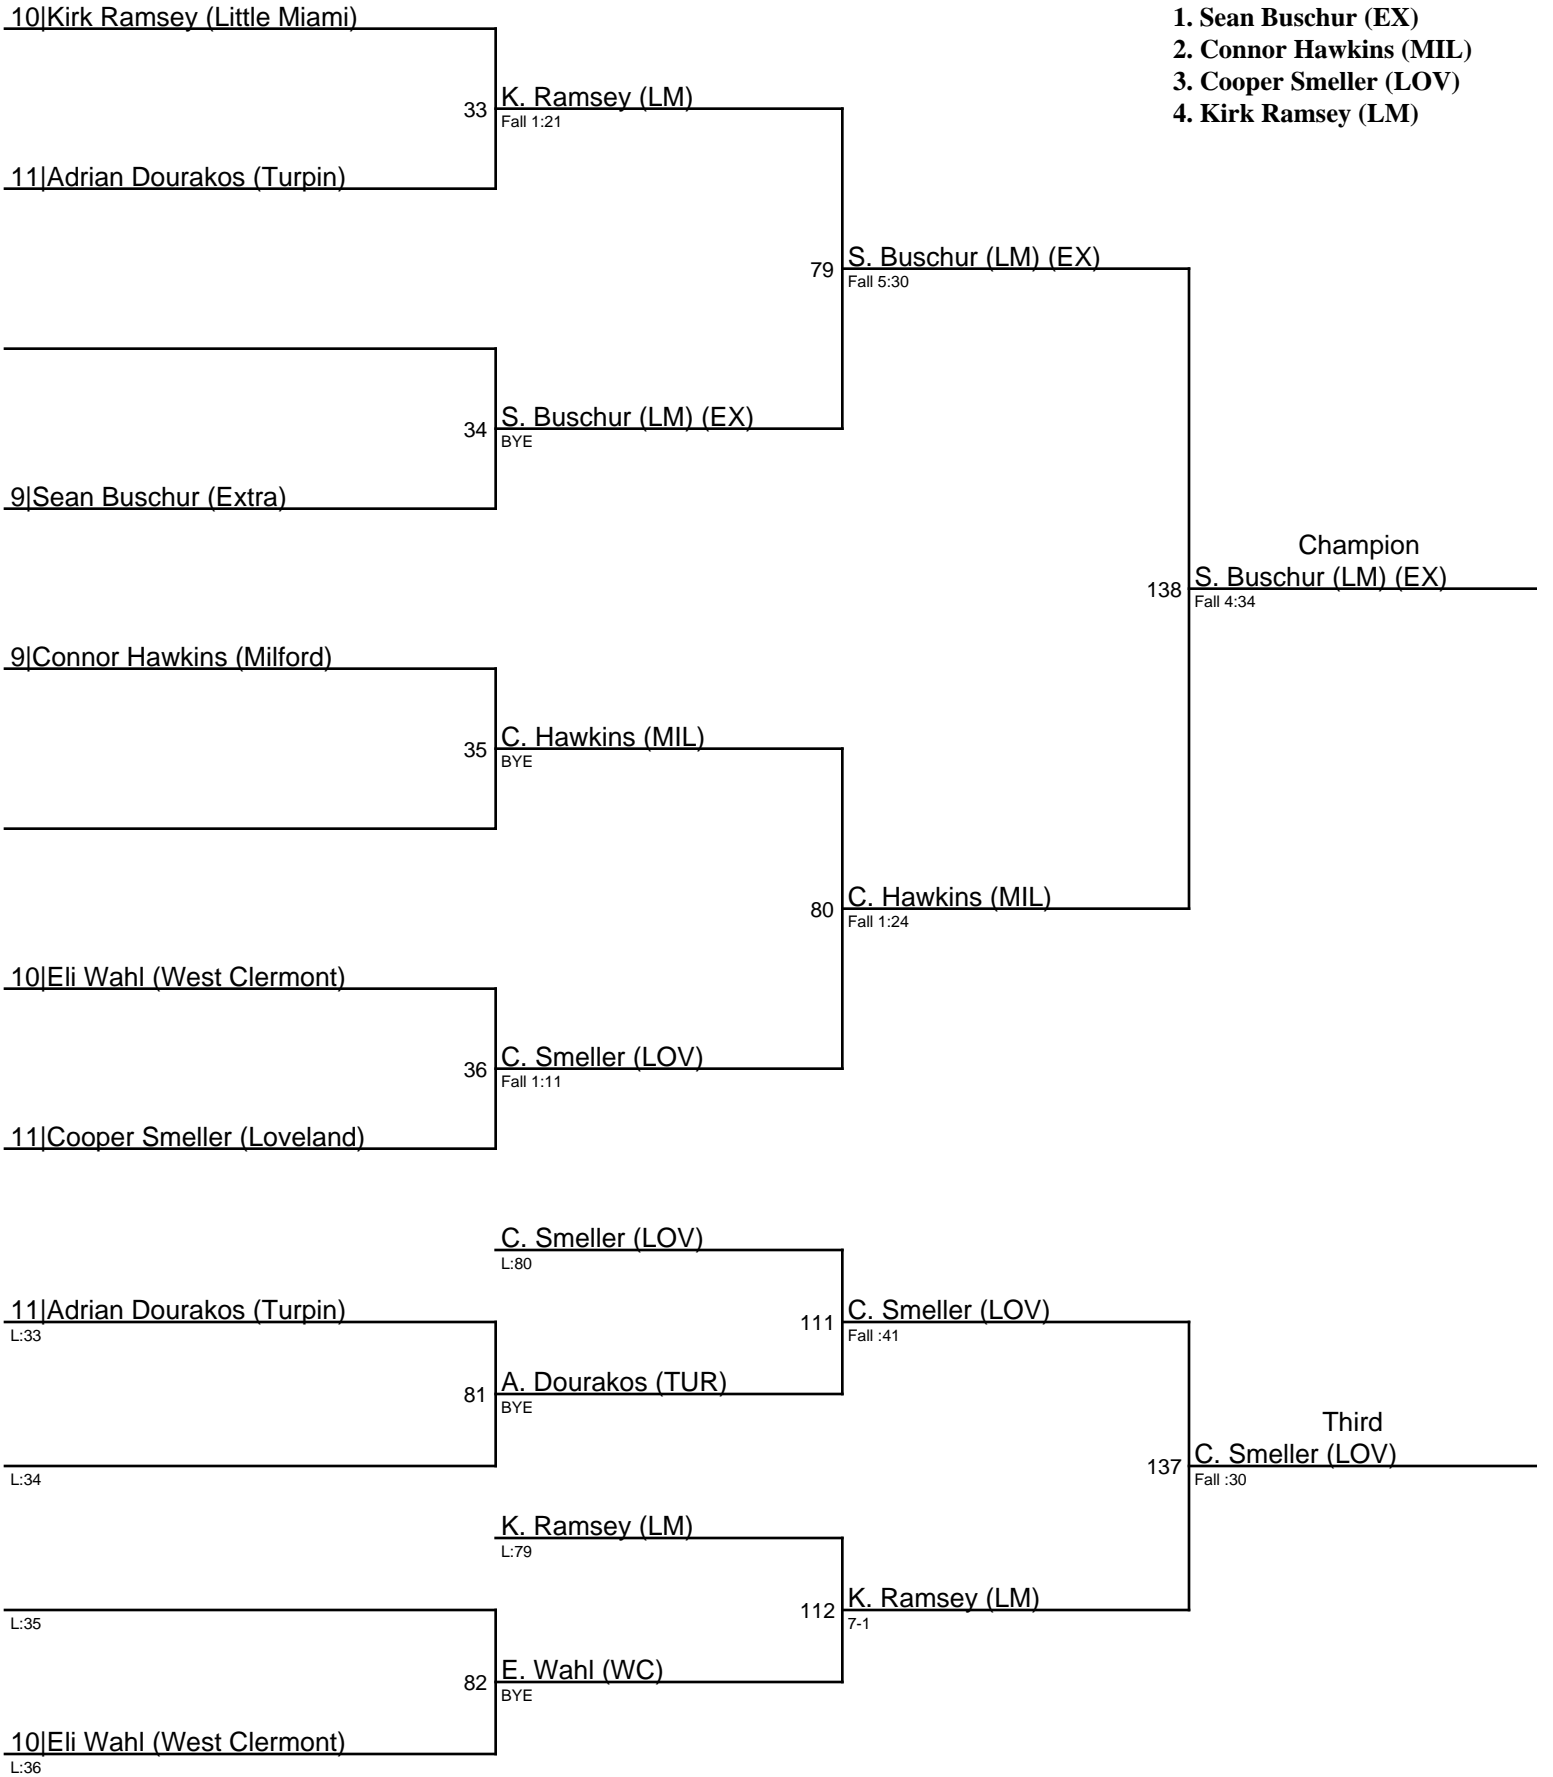 10|Kirk Ramsey (Little Miami)
1. Sean Buschur (EX)
2. Connor Hawkins (MIL)
3. Cooper Smeller (LOV)
4. Kirk Ramsey (LM)
33
K. Ramsey (LM)
Fall 1:21
11|Adrian Dourakos (Turpin)
79
S. Buschur (LM) (EX)
Fall 5:30
34
S. Buschur (LM) (EX)
BYE
9|Sean Buschur (Extra)
Champion
138
S. Buschur (LM) (EX)
Fall 4:34
9|Connor Hawkins (Milford)
35
C. Hawkins (MIL)
BYE
80
C. Hawkins (MIL)
Fall 1:24
10|Eli Wahl (West Clermont)
36
C. Smeller (LOV)
Fall 1:11
11|Cooper Smeller (Loveland)
C. Smeller (LOV)
L:80
11|Adrian Dourakos (Turpin)
L:33
111
C. Smeller (LOV)
Fall :41
81
A. Dourakos (TUR)
BYE
L:34
Third
137
C. Smeller (LOV)
Fall :30
K. Ramsey (LM)
L:79
L:35
112
K. Ramsey (LM)
7-1
82
E. Wahl (WC)
BYE
10|Eli Wahl (West Clermont)
L:36